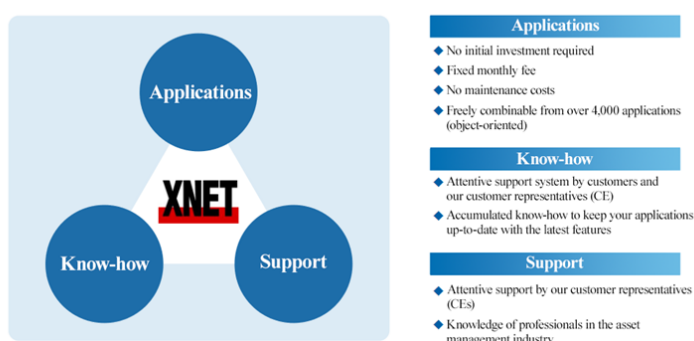 Applications
XNET
Know-how
Support
Applications
No initial investment required
Fixed monthly fee
No maintenance costs
Freely combinable from over 4,000 applications
(object-oriented)
Know-how
Attentive support system by customers and
our customer representatives (CE)
Accumulated know-how to keep your applications
up-to-date with the latest features
Support
Attentive support by our customer representatives
(CEs)
Knowledge of professionals in the asset
management industry